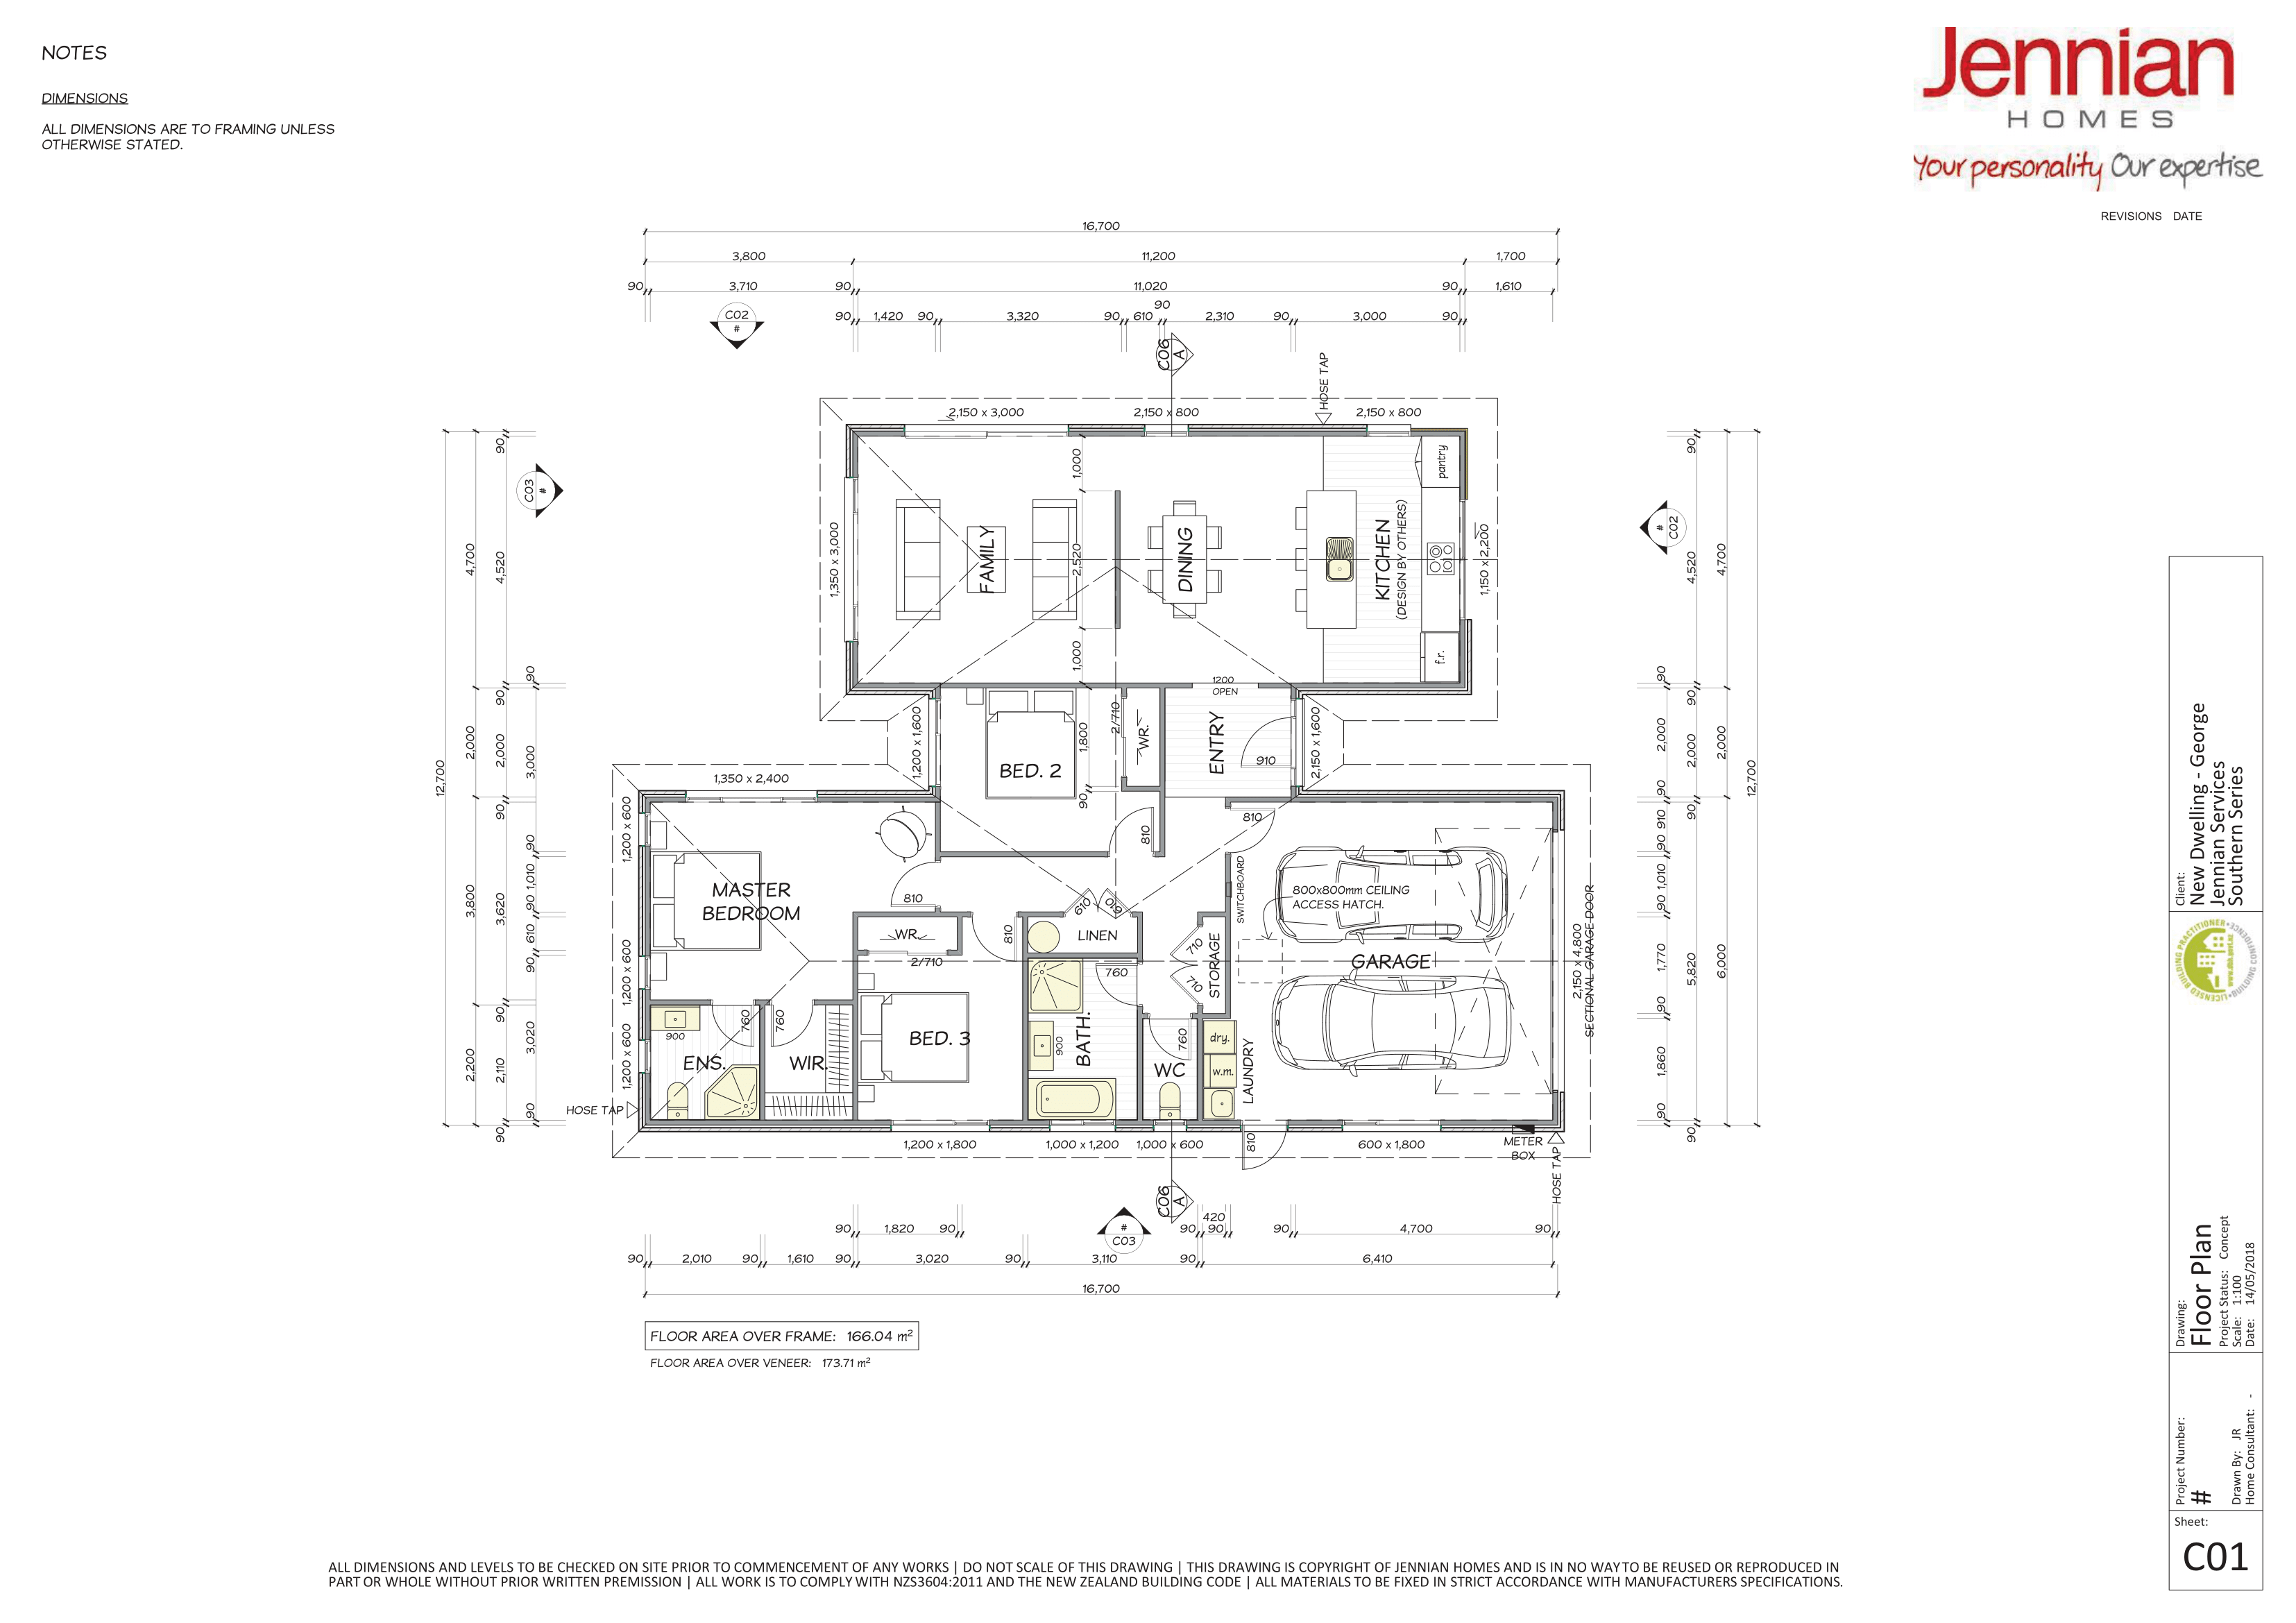 NOTES
DIMENSIONS
ALL DIMENSIONS ARE TO FRAMING UNLESS
OTHERWISE STATED.
Jennian
HOMES
Your personality Our expertise
REVISIONS DATE
16,700
3,800 11,200 1,700
90 3,710 90 11,020 90 1,610
90
90 1,420 90 3,320 90 610 2,310 90 3,000 90
C02
#
C06
A
HOSE TAP
2,150 x 3,000 2,150 x 800 2,150 x 800
C03
#
#
C02
12,700
4,700
2,000
3,800
2,200
90
4,520
90
2,000
90
3,620
90
2,110
90
90
3,000
90
1,010
90
610
90
3,020
90
1,350 x 3,000
1,000
2,520
1,000
FAMILY
DINING
KITCHEN
(DESIGN BY OTHERS)
pantry
f.r.
1,150 x 2,200
1200
OPEN
1,200 x 1,600
BED. 2
1,800
90
2/710
WR.
ENTRY
910
2,150 x 1,600
810
810
1,350 x 2,400
1,200 x 600
1,200 x 600
1,200 x 600
MASTER
BEDROOM
810
WR.
2/710
810
610 610
LINEN
760
710
710
STORAGE
SWITCHBOARD
800x800mm CEILING
ACCESS HATCH.
GARAGE
2,150 x 4,800
SECTIONAL GARAGE DOOR
760
760
900
ENS.
WIR.
BED. 3
900
BATH.
760
WC
dry.
w.m.
LAUNDRY
810
HOSE TAP
1,200 x 1,800 1,000 x 1,200 1,000 x 600 600 x 1,800
METER
BOX
HOSE TAP
90
4,520
90
90
2,000
90
2,000
90
90
910
90
1,010
90
1,770
90
1,860
90
5,820
90
4,700
2,000
6,000
12,700
C06
A
#
C03
420
90 1,820 90 90 90 90 4,700 90
90 2,010 90 1,610 90 3,020 90 3,110 90 6,410
16,700
FLOOR AREA OVER FRAME: 166.04 m²
FLOOR AREA OVER VENEER: 173.71 m²
Client:
New Dwelling - George
Jennian Services
Southern Series
LICENSED BUILDING PRACTITIONER
BUILDING CONFIDENCE
www.dbh.govt.nz
Drawing:
Floor Plan
Project Status: Concept
Scale: 1:100
Date: 14/05/2018
Project Number:
#
Drawn By: JR
Home Consultant: -
Sheet:
C01
ALL DIMENSIONS AND LEVELS TO BE CHECKED ON SITE PRIOR TO COMMENCEMENT OF ANY WORKS | DO NOT SCALE OF THIS DRAWING | THIS DRAWING IS COPYRIGHT OF JENNIAN HOMES AND IS IN NO WAY TO BE REUSED OR REPRODUCED IN
PART OR WHOLE WITHOUT PRIOR WRITTEN PREMISSION | ALL WORK IS TO COMPLY WITH NZS3604:2011 AND THE NEW ZEALAND BUILDING CODE | ALL MATERIALS TO BE FIXED IN STRICT ACCORDANCE WITH MANUFACTURERS SPECIFICATIONS.